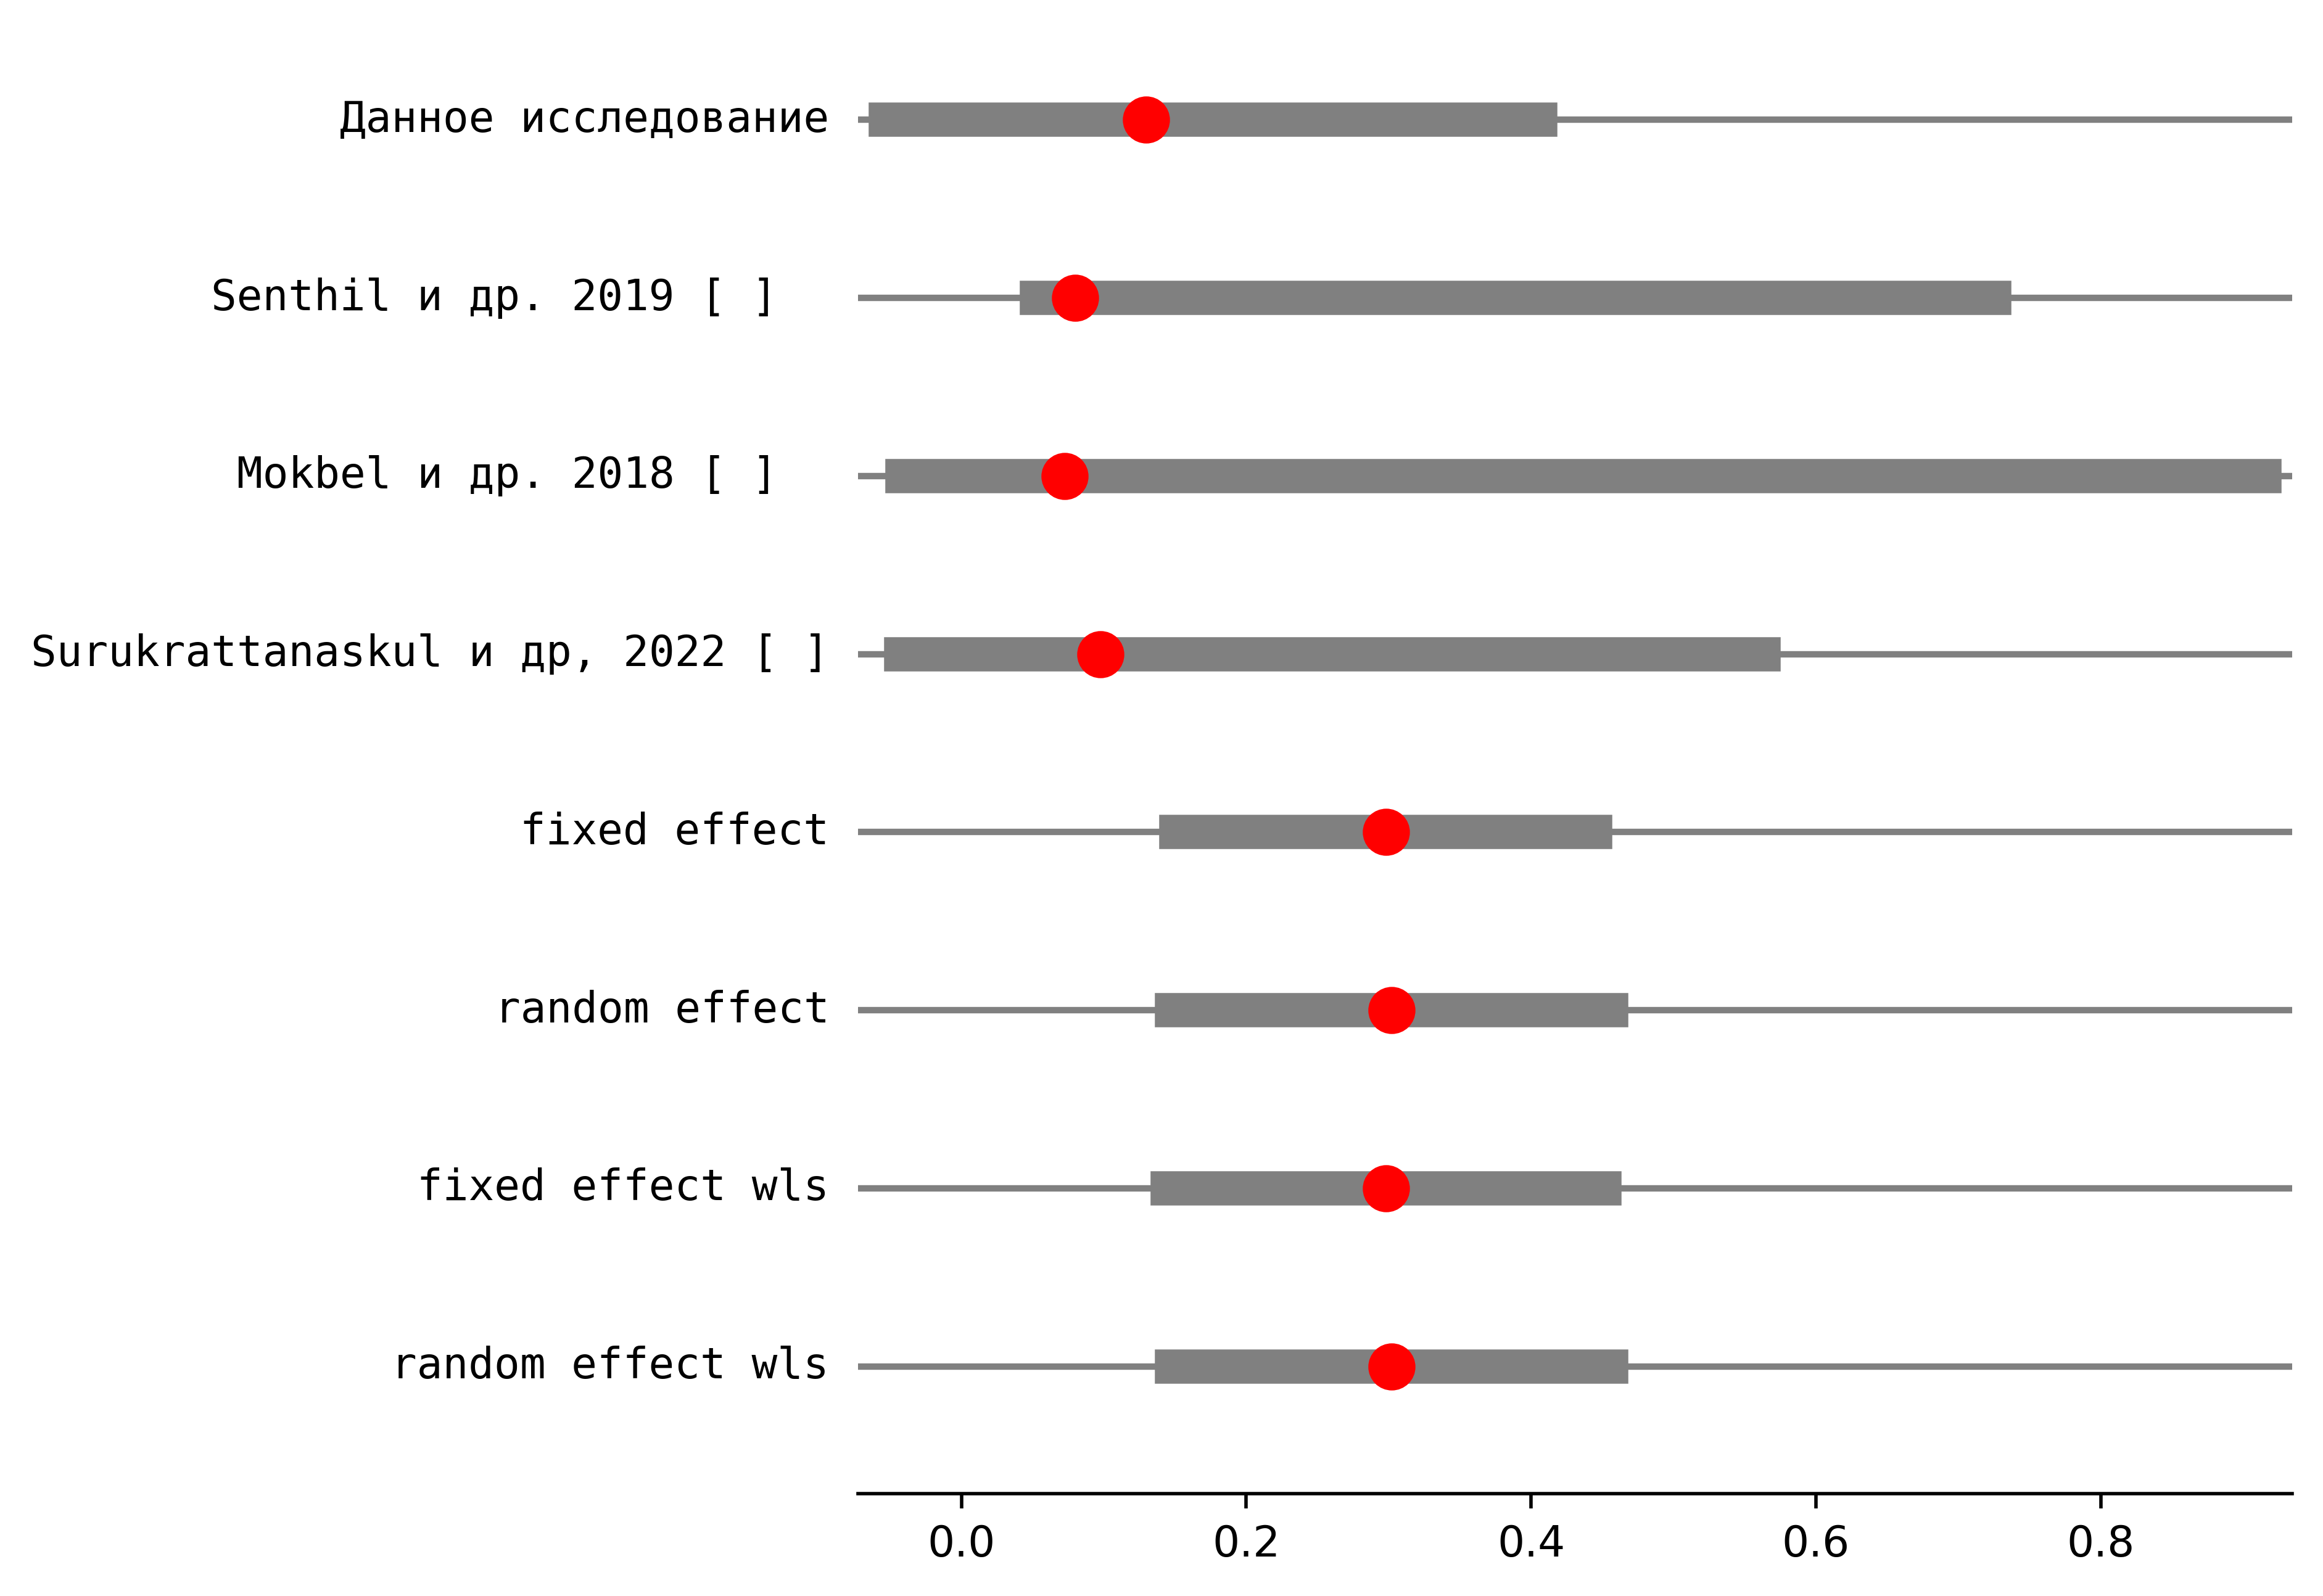 Данное исследование
Senthil и др. 2019 [ ]
Mokbel и др. 2018 [ ]
Surukrattanaskul и др, 2022 [ ]
fixed effect
random effect
fixed effect wls
random effect wls
0.0 0.2 0.4 0.6 0.8